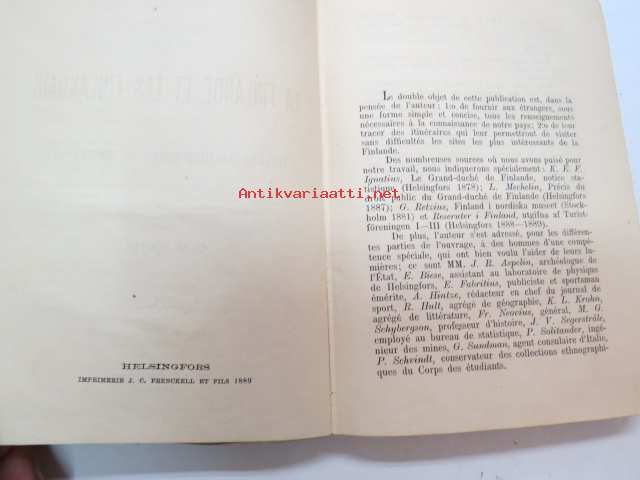 HELSINGFORS
IMPRIMERIE J. C. FRENCKELL ET FILS 1889
Le double objet de cette publication est, dans la
pensée de l'auteur: 1:o de fournir aux étrangers, sous
une forme simple et concise, tous les renseignements
nécessaires à la connaissance de notre pays; 2:o de leur
tracer des itinéraires qui leur permettront de visiter
sans difficultés les sites les plus intéressants de la
Finlande.
Des nombreuses sources où nous avons puisé pour
notre travail, nous indiquerons spécialement: K. E. F.
Ignatius, Le Grand-duché de Finlande, notice sta-
tistique (Helsingfors 1878); L. Mechelin, Précis du
droit public du Grand-duché de Finlande (Helsingfors
1887); G. Retzius, Finland i nordiska museet (Stock-
holm 1881) et Reseruter i Finland, utgifna af Turist-
föreningen I—III (Helsingfors 1888—1889).
De plus, l'auteur s'est adressé, pour les différen-
tes parties de l'ouvrage, à des hommes d'une compé-
tence spéciale, qui ont bien voulu l'aider de leurs lu-
mières; ce sont MM. J. R. Aspelin, archéologue de
l'État, E. Biese, assistant au laboratoire de physique
de Helsingfors, E. Fabritius, publiciste et sportsman
émérite, A. Hintze, rédacteur en chef du journal de
sport, R. Hult, agrégé de géographie, K. L. Krohn,
agrégé de littérature, Fr. Neovius, général, M. G.
Schybergson, professeur d'histoire, J. V. Segerstråle,
employé au bureau de statistique, P. Solitander, ingé-
nieur des mines, G. Sundman, agent consulaire d'Italie,
P. Schvindt, conservateur des collections ethnographi-
ques du Corps des étudiants.
Antikvariaatti.net